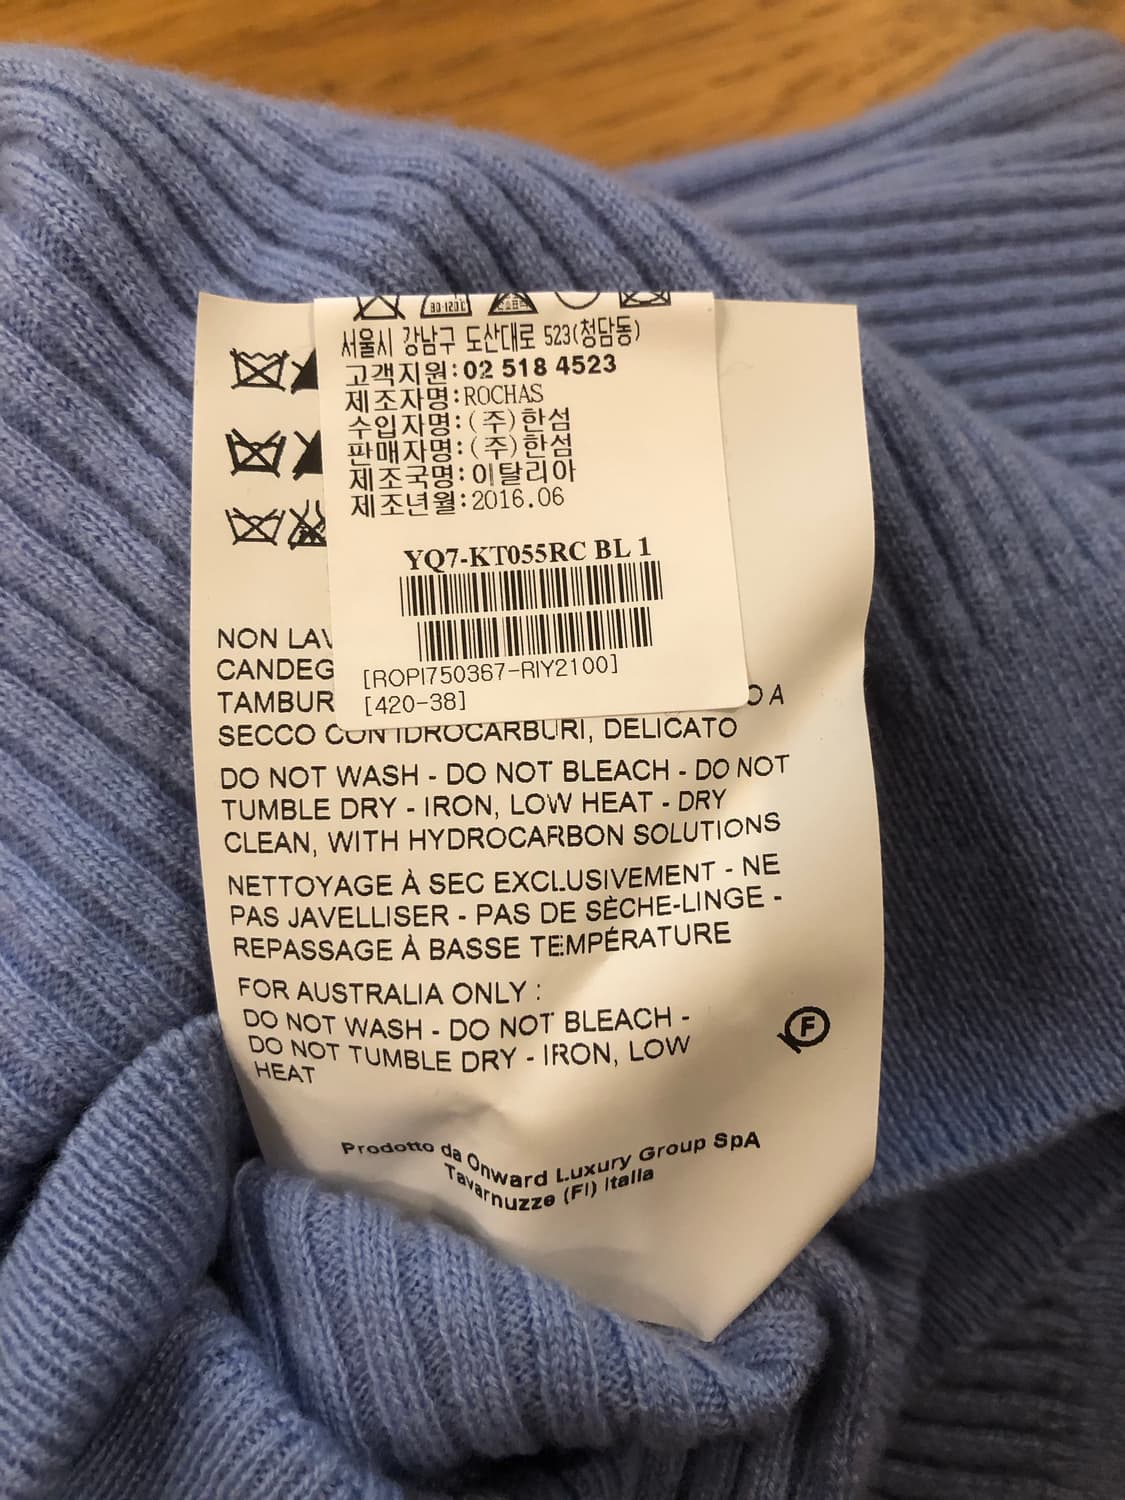 80-120℃
서울시 강남구 도산대로 523(청담동)
고객지원:02 518 4523
제조자명:ROCHAS
수입자명:(주)한섬
판매자명:(주)한섬
제조국명:이탈리아
제조년월:2016.06
YQ7-KT055RC BL 1
[ROPI750367-RIY2100]
[420-38]
NON LAV
CANDEG
TAMBUR O A
SECCO CON IDROCARBURI, DELICATO
DO NOT WASH - DO NOT BLEACH - DO NOT
TUMBLE DRY - IRON, LOW HEAT - DRY
CLEAN, WITH HYDROCARBON SOLUTIONS
NETTOYAGE À SEC EXCLUSIVEMENT - NE
PAS JAVELLISER - PAS DE SÈCHE-LINGE -
REPASSAGE À BASSE TEMPÉRATURE
FOR AUSTRALIA ONLY :
DO NOT WASH - DO NOT BLEACH -
DO NOT TUMBLE DRY - IRON, LOW
HEAT
F
Prodotto da Onward Luxury Group SpA
Tavarnuzze (FI) Italia